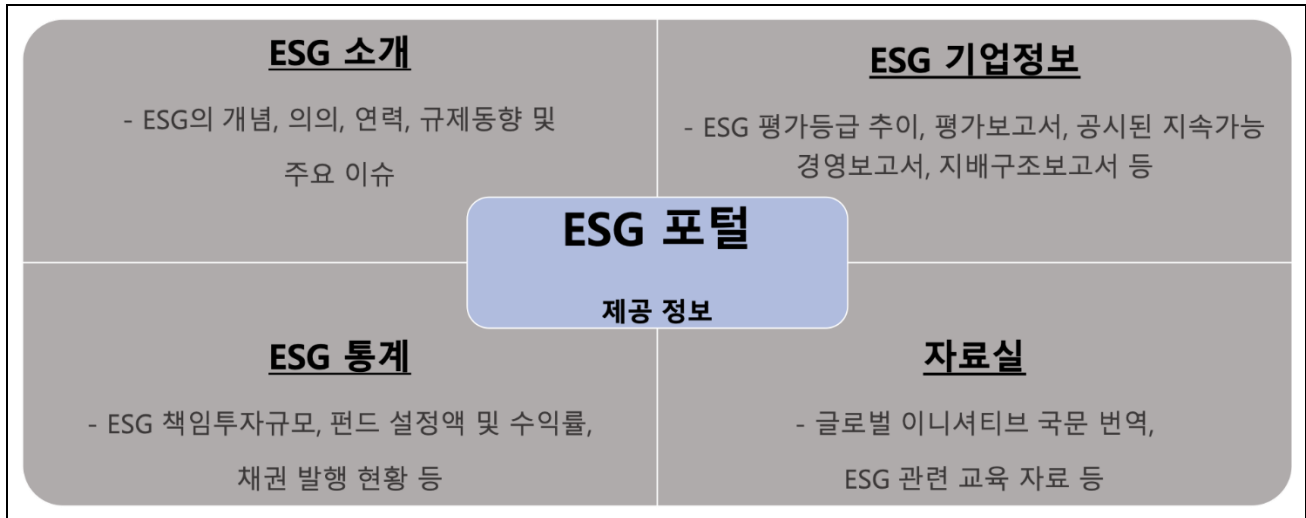 ESG 소개
- ESG의 개념, 의의, 연력, 규제동향 및
주요 이슈
ESG 기업정보
- ESG 평가등급 추이, 평가보고서, 공시된 지속가능
경영보고서, 지배구조보고서 등
ESG 포털
제공 정보
ESG 통계
- ESG 책임투자규모, 펀드 설정액 및 수익률,
채권 발행 현황 등
자료실
- 글로벌 이니셔티브 국문 번역,
ESG 관련 교육 자료 등